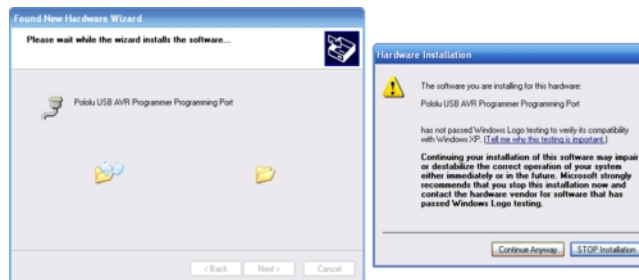 Found New Hardware Wizard
Please wait while the wizard installs the software...
Pololu USB AVR Programmer Programming Port
< Back
Next >
Cancel
Hardware Installation
The software you are installing for this hardware:
Pololu USB AVR Programmer Programming Port
has not passed Windows Logo testing to verify its compatibility
with Windows XP. (Tell me why this testing is important.)
Continuing your installation of this software may impair
or destabilize the correct operation of your system
either immediately or in the future. Microsoft strongly
recommends that you stop this installation now and
contact the hardware vendor for software that has
passed Windows Logo testing.
Continue Anyway
STOP Installation